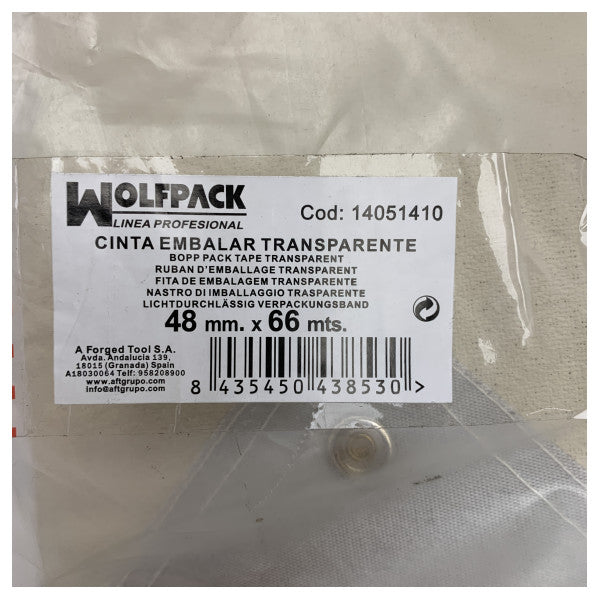 WOLFPACK
LINEA PROFESIONAL
Cod: 14051410
CINTA EMBALAR TRANSPARENTE
BOPP PACK TAPE TRANSPARENT
RUBAN D'EMBALLAGE TRANSPARENT
FITA DE EMBALAGEM TRANSPARENTE
NASTRO DI IMBALLAGGIO TRASPARENTE
LICHTDURCHLÄSSIG VERPACKUNGSBAND
48 mm. x 66 mts.
A Forged Tool S.A.
Avda. Andalucia 139,
18015 (Granada) Spain
A18030064 Telf: 958208900
www.aftgrupo.com
info@aftgrupo.com
8 435450 438530 >